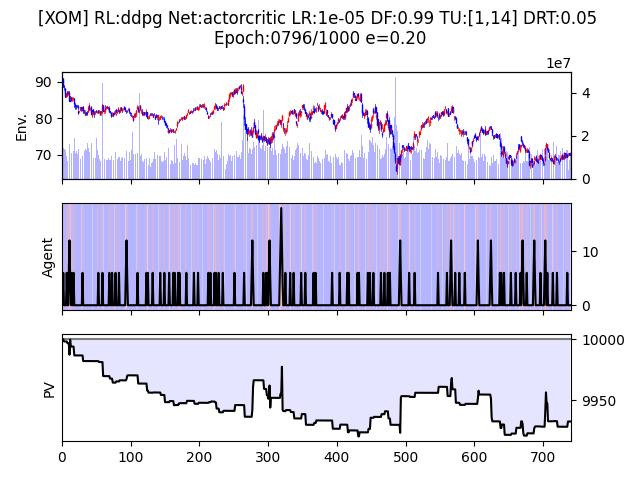 [XOM] RL:ddpg Net:actorcritic LR:1e-05 DF:0.99 TU:[1,14] DRT:0.05
Epoch:0796/1000 e=0.20
1e7
90
80
70
Env.
4
2
0
Agent
10
0
PV
10000
9950
0 100 200 300 400 500 600 700